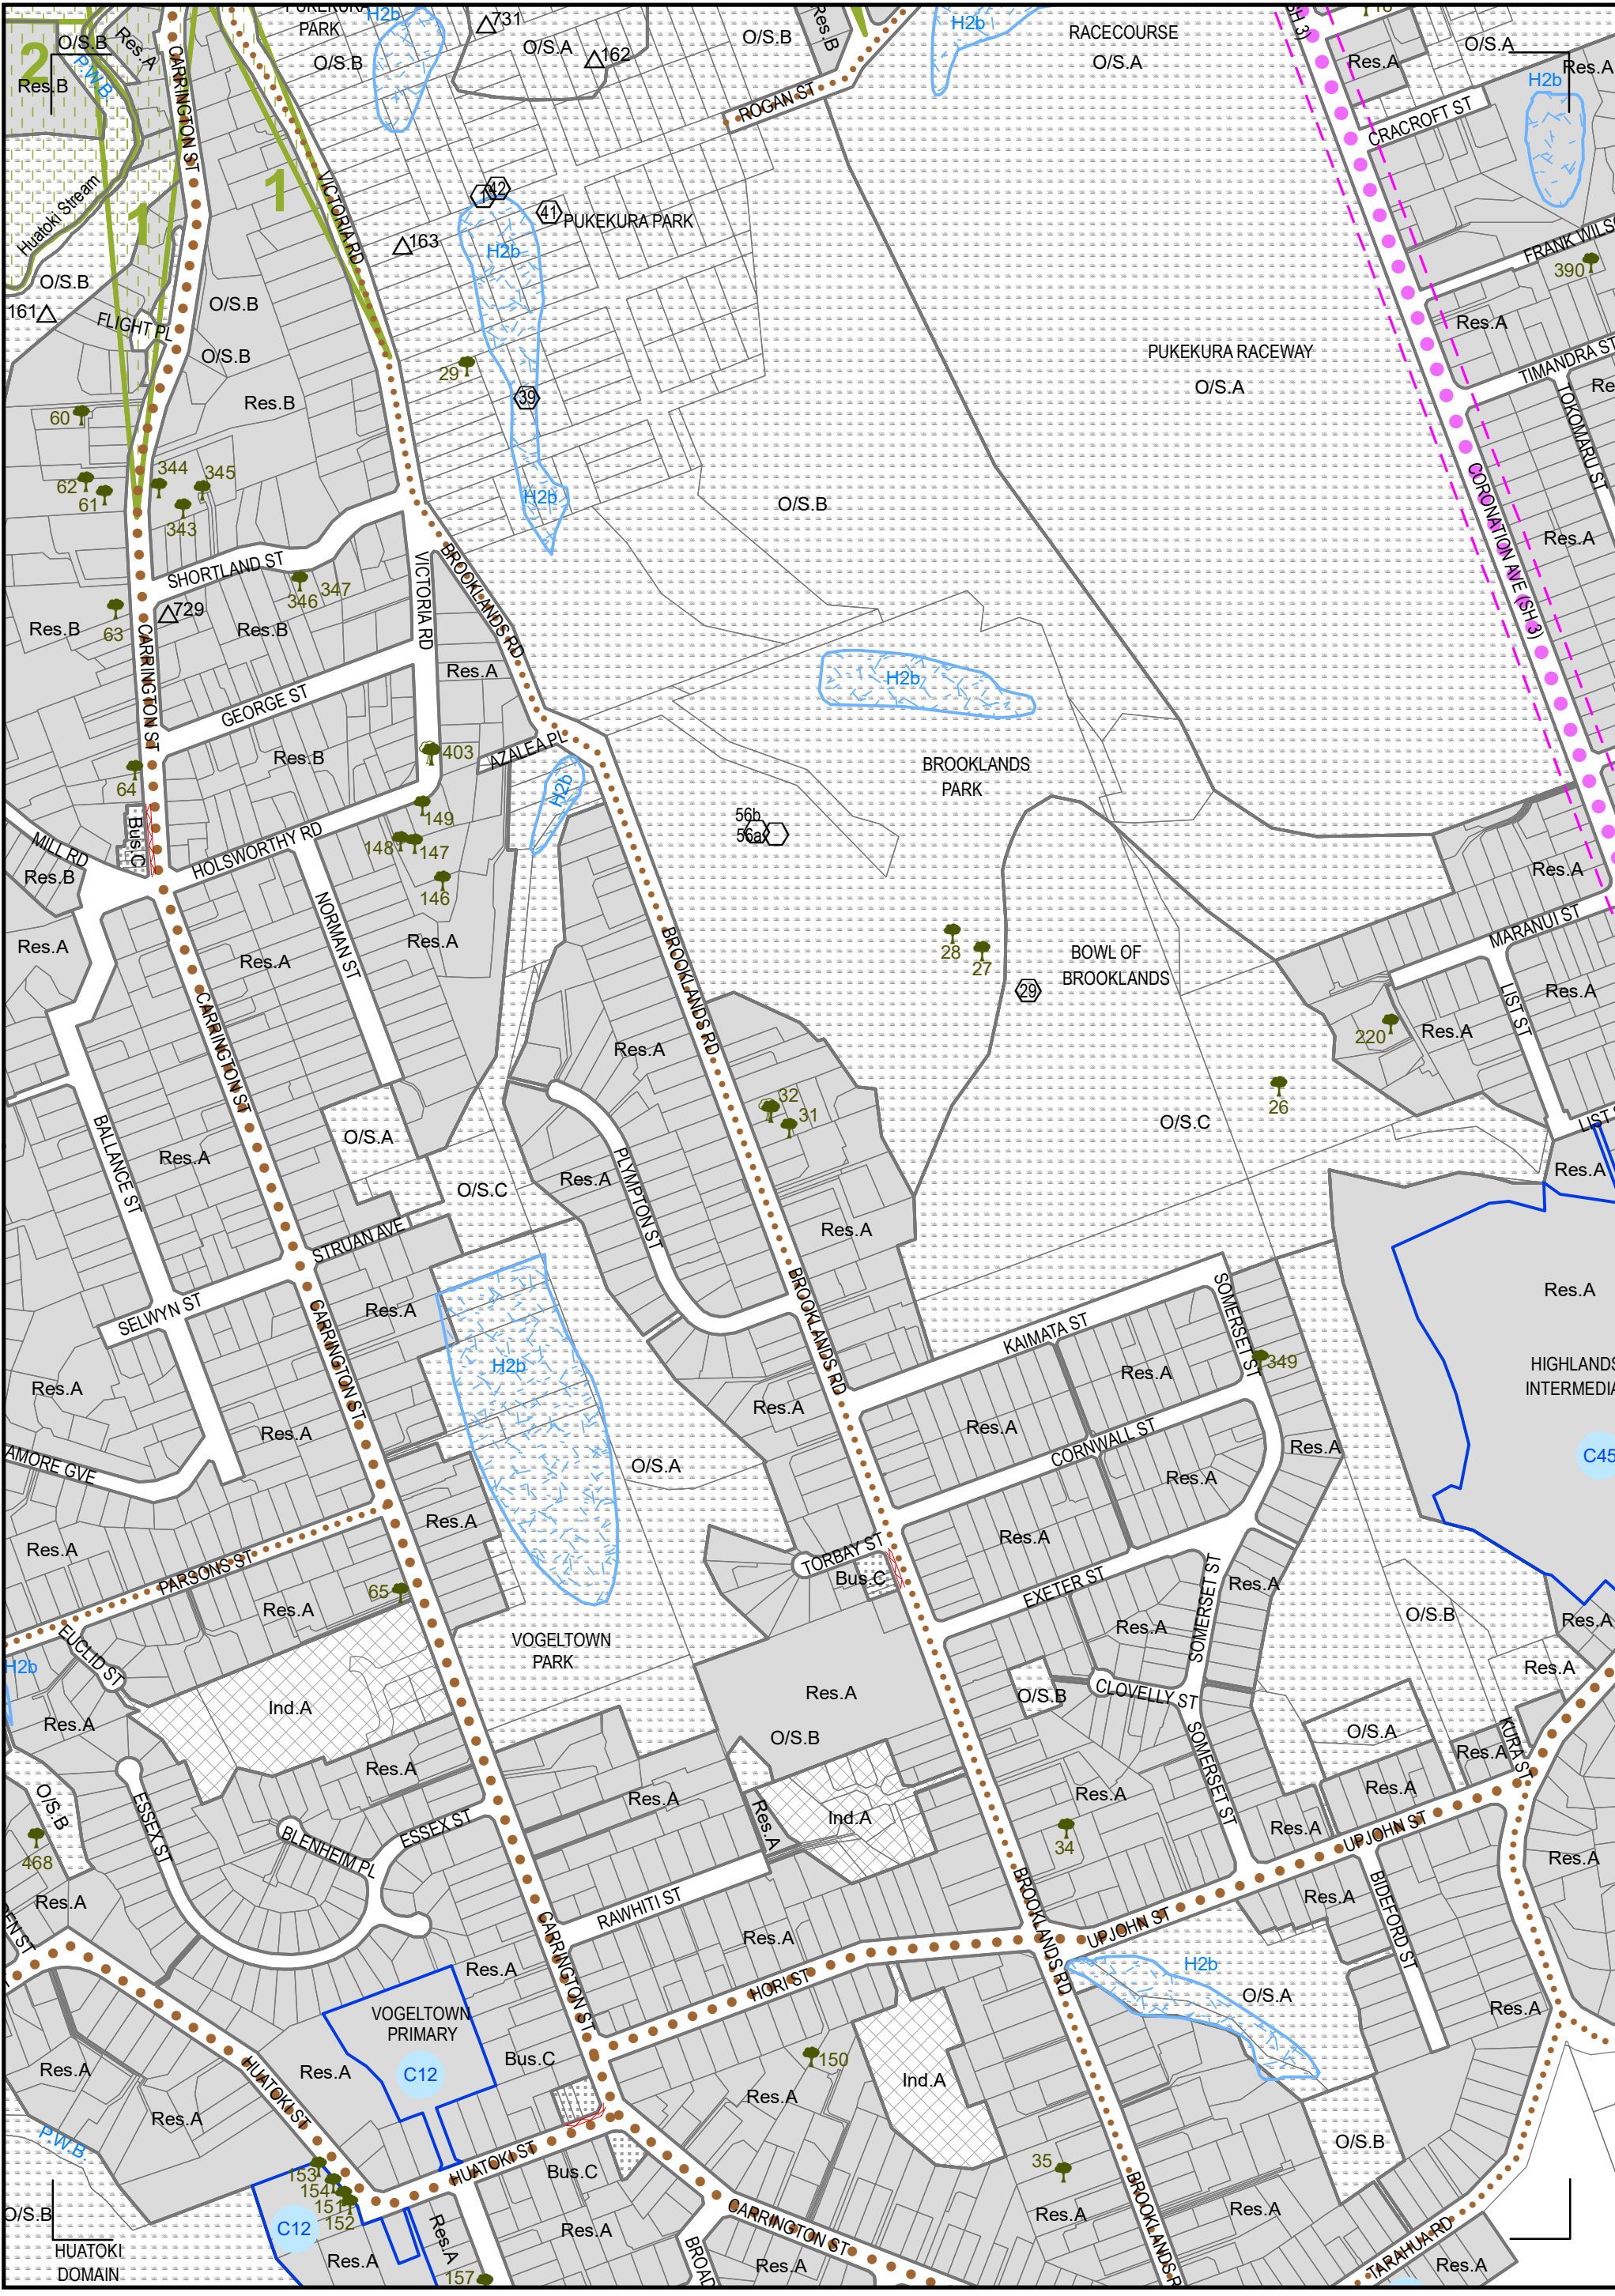 PUKEKURA
PARK
H2b
731
O/S.A
162
O/S.B
Res.B
H2b
RACECOURSE
O/S.A
SH 3)
O/S.A
Res.A
Res.A
H2b
O/S.B
Res.A
2
Res.B
P.W.B.
CARRINGTON ST
O/S.B
ROGAN ST
CRACROFT ST
1
1
VICTORIA RD
42
41
PUKEKURA PARK
163
H2b
Huatoki Stream
O/S.B
161
FLIGHT PL
O/S.B
O/S.B
FRANK WILS
390
Res.A
PUKEKURA RACEWAY
O/S.A
TIMANDRA ST
TOKOMARU ST
Re
29
39
Res.B
60
62
61
344
345
343
H2b
O/S.B
CORONATION AVE (SH 3)
Res.A
SHORTLAND ST
346
347
VICTORIA RD
BROOKLANDS RD
63
729
Res.B
Res.B
CARRINGTON ST
GEORGE ST
Res.A
H2b
Res.B
403
AZALEA PL
H2b
BROOKLANDS
PARK
64
Bus.C
149
148
147
146
56b
56a
MILL RD
Res.B
HOLSWORTHY RD
NORMAN ST
Res.A
Res.A
Res.A
Res.A
MARANUI ST
28
27
BOWL OF
BROOKLANDS
29
LIST ST
Res.A
220
Res.A
CARRINGTON ST
BROOKLANDS RD
Res.A
32
31
26
O/S.C
LIST S
Res.A
BALLANCE ST
Res.A
O/S.A
O/S.C
Res.A
PLYMPTON ST
Res.A
STRUAN AVE
SELWYN ST
CARRINGTON ST
Res.A
BROOKLANDS RD
SOMERSET ST
Res.A
KAIMATA ST
349
H2b
Res.A
Res.A
Res.A
Res.A
Res.A
HIGHLANDS
INTERMEDIA
C45
AMORE GVE
CORNWALL ST
Res.A
O/S.A
Res.A
Res.A
Res.A
Res.A
TORBAY ST
Bus.C
PARSONS ST
65
Res.A
EXETER ST
SOMERSET ST
Res.A
Res.A
O/S.B
Res.A
EUCLID ST
H2b
VOGELTOWN
PARK
Res.A
Res.A
Ind.A
Res.A
O/S.B
CLOVELLY ST
SOMERSET ST
O/S.A
KURA ST
O/S.B
Res.A
Res.A
Res.A
Res.A
Res.A
O/S.B
ESSEX ST
BLENHEIM PL
ESSEX ST
Res.A
Ind.A
34
Res.A
UPJOHN ST
468
Res.A
Res.A
BIDEFORD ST
DEN ST
CARRINGTON ST
RAWHITI ST
Res.A
BROOKLANDS RD
UPJOHN ST
Res.A
HORI ST
H2b
O/S.A
Res.A
VOGELTOWN
PRIMARY
C12
Bus.C
150
Res.A
Ind.A
Res.A
Res.A
HUATOKI ST
Res.A
P.W.B.
O/S.B
HUATOKI ST
Bus.C
35
153
154
151
152
C12
O/S.B
Res.A
Res.A
Res.A
CARRINGTON ST
BROOKLANDS R
Res.A
Res.A
HUATOKI
DOMAIN
Res.A
157
BROAD
Res.A
TARAHUA RD
Res.A